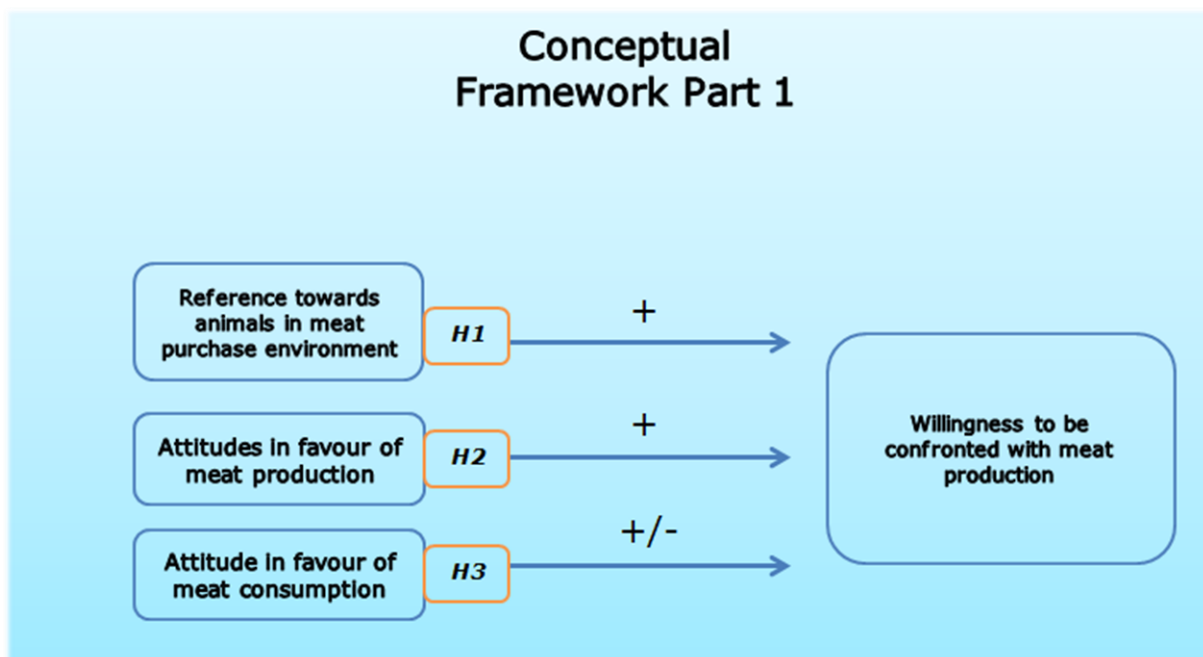 Conceptual
Framework Part 1
Reference towards
animals in meat
purchase environment
H1
+
Attitudes in favour of
meat production
H2
+
Attitude in favour of
meat consumption
H3
+/-
Willingness to be
confronted with meat
production